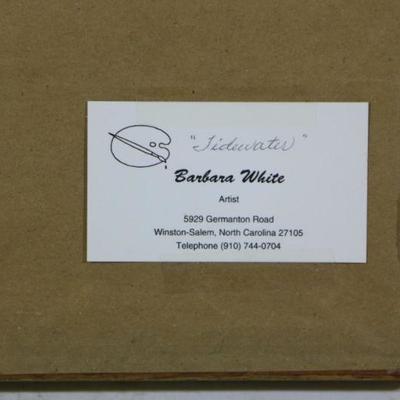 "Tidewater"
Barbara White
Artist
5929 Germanton Road
Winston-Salem, North Carolina 27105
Telephone (910) 744-0704